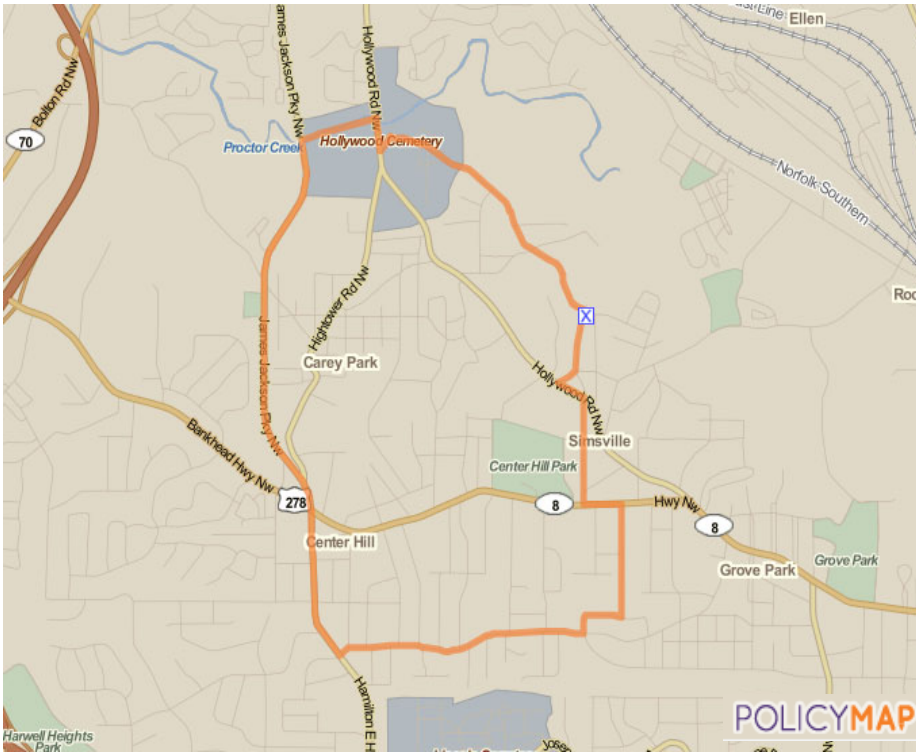 Ellen
James Jackson Pky Nw
Hollywood Rd Nw
Bolton Rd Nw
70
Proctor Creek
Hollywood Cemetery
Norfolk Southern
Hightower Rd Nw
James Jackson Pky Nw
Carey Park
Hollywood Rd Nw
Simsville
Bankhead Hwy Nw
Center Hill Park
278
8
Hwy Nw
8
Center Hill
Grove Park
Grove Park
Hamilton E H
POLICYMAP
Harwell Heights
Park